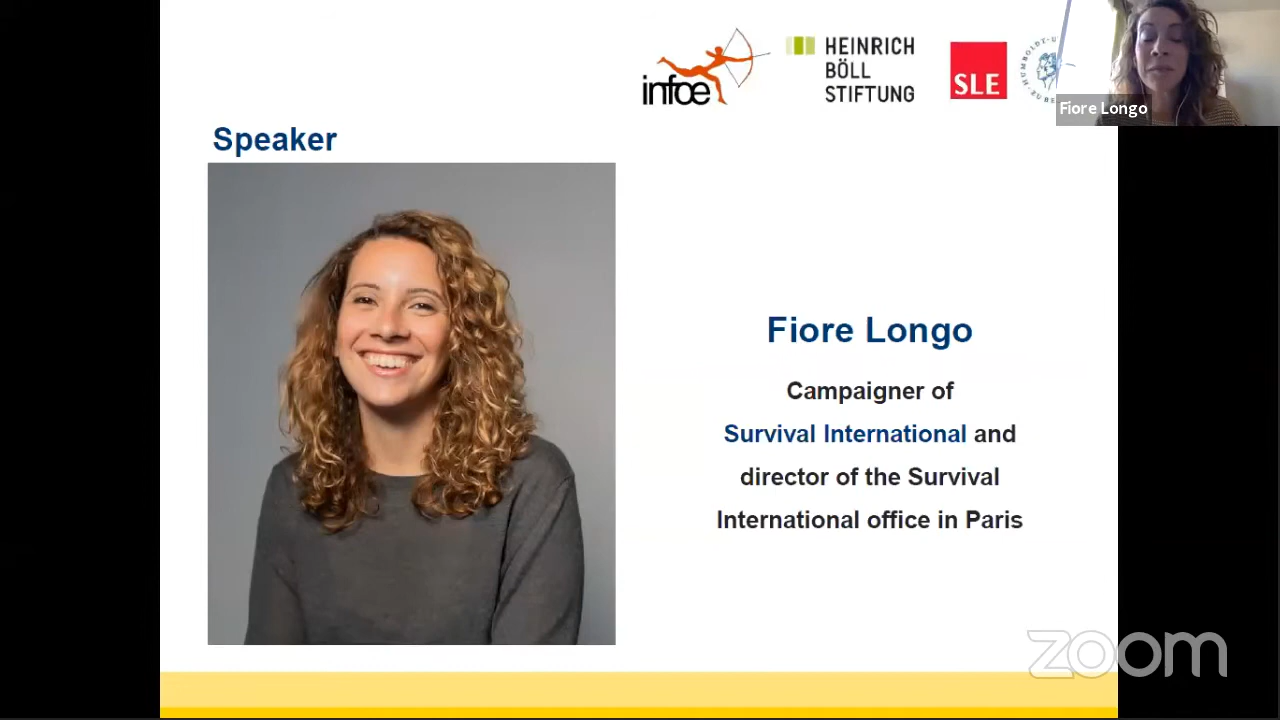 infoe
HEINRICH
BÖLL
STIFTUNG
SLE
Fiore Longo
Speaker
Fiore Longo
Campaigner of
Survival International and
director of the Survival
International office in Paris
zoom